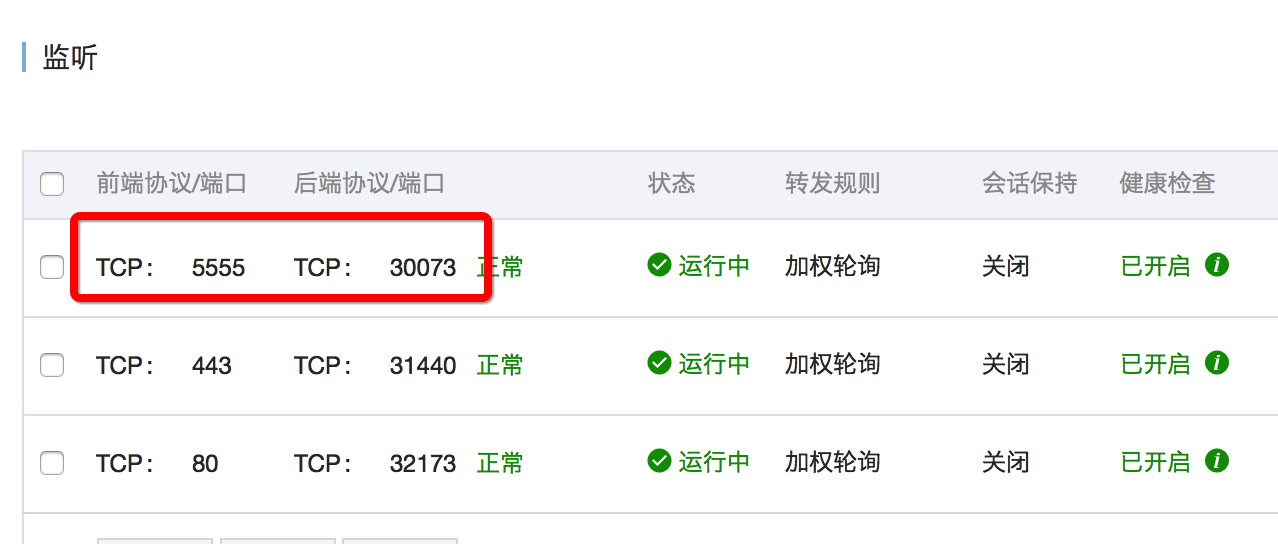 监听
前端协议/端口 后端协议/端口 状态 转发规则 会话保持 健康检查
TCP: 5555 TCP: 30073 正常 运行中 加权轮询 关闭 已开启 i
TCP: 443 TCP: 31440 正常 运行中 加权轮询 关闭 已开启 i
TCP: 80 TCP: 32173 正常 运行中 加权轮询 关闭 已开启 i